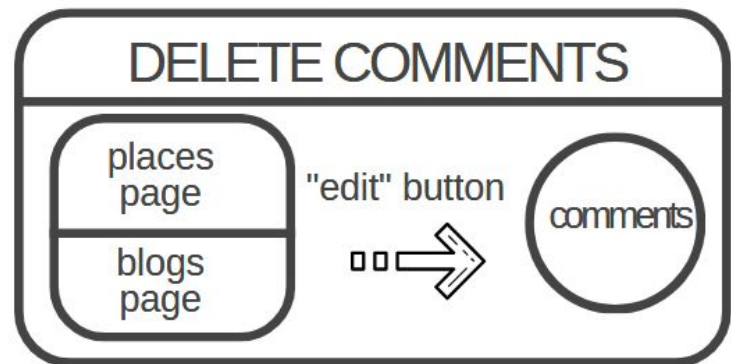 DELETE COMMENTS
places
page
"edit" button
comments
blogs
page